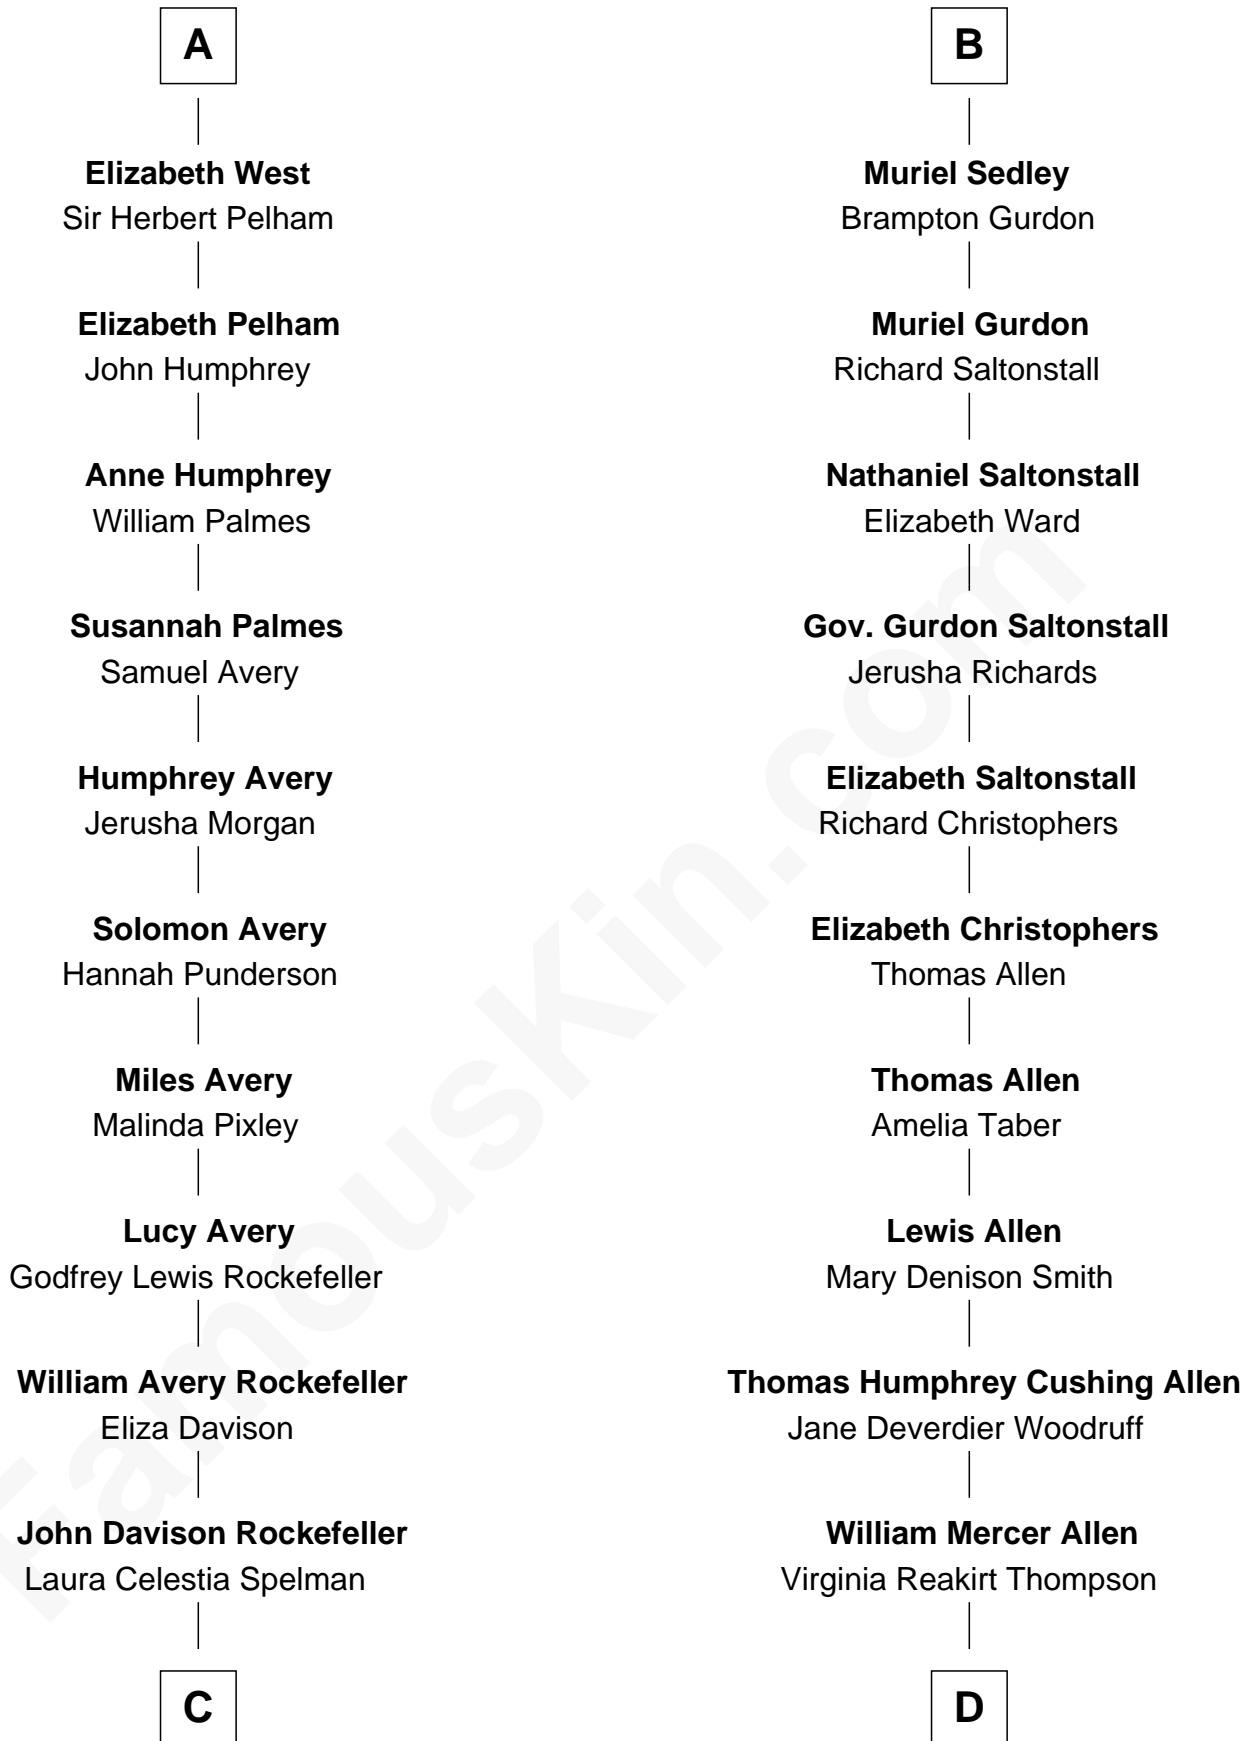 A
Elizabeth West
Sir Herbert Pelham
Elizabeth Pelham
John Humphrey
Anne Humphrey
William Palmes
Susannah Palmes
Samuel Avery
Humphrey Avery
Jerusha Morgan
Solomon Avery
Hannah Punderson
Miles Avery
Malinda Pixley
Lucy Avery
Godfrey Lewis Rockefeller
William Avery Rockefeller
Eliza Davison
John Davison Rockefeller
Laura Celestia Spelman
C
B
Muriel Sedley
Brampton Gurdon
Muriel Gurdon
Richard Saltonstall
Nathaniel Saltonstall
Elizabeth Ward
Gov. Gurdon Saltonstall
Jerusha Richards
Elizabeth Saltonstall
Richard Christophers
Elizabeth Christophers
Thomas Allen
Thomas Allen
Amelia Taber
Lewis Allen
Mary Denison Smith
Thomas Humphrey Cushing Allen
Jane Deverdier Woodruff
William Mercer Allen
Virginia Reakirt Thompson
D
FamousKin.com